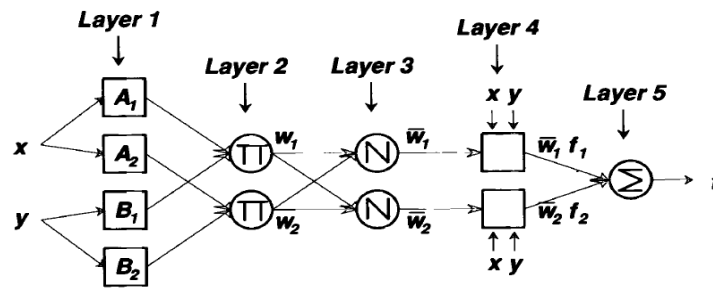 Layer 1
Layer 4
Layer 2 Layer 3
x y Layer 5
A₁
w₁ w̅₁ w̅₁ f₁
x A₂ Π N
Σ
y B₁ Π N
w̅₂ w̅₂ w̅₂ f₂
B₂ x y